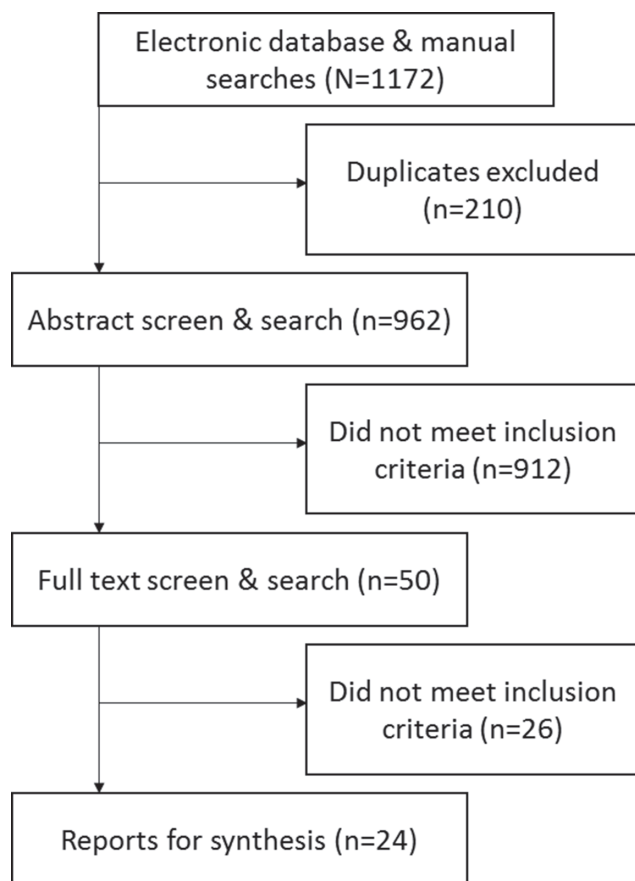 Electronic database & manual
searches (N=1172)
Duplicates excluded
(n=210)
Abstract screen & search (n=962)
Did not meet inclusion
criteria (n=912)
Full text screen & search (n=50)
Did not meet inclusion
criteria (n=26)
Reports for synthesis (n=24)